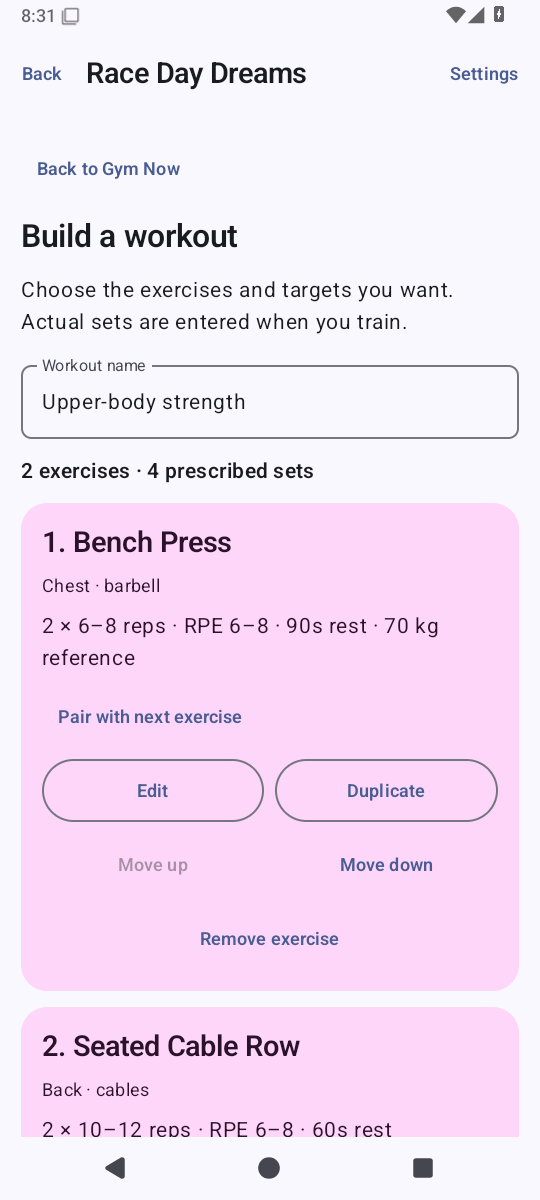 8:31
Back Race Day Dreams Settings
Back to Gym Now
Build a workout
Choose the exercises and targets you want.
Actual sets are entered when you train.
Workout name
Upper-body strength
2 exercises · 4 prescribed sets
1. Bench Press
Chest · barbell
2 × 6–8 reps · RPE 6–8 · 90s rest · 70 kg
reference
Pair with next exercise
Edit Duplicate
Move up Move down
Remove exercise
2. Seated Cable Row
Back · cables
2 × 10–12 reps · RPE 6–8 · 60s rest